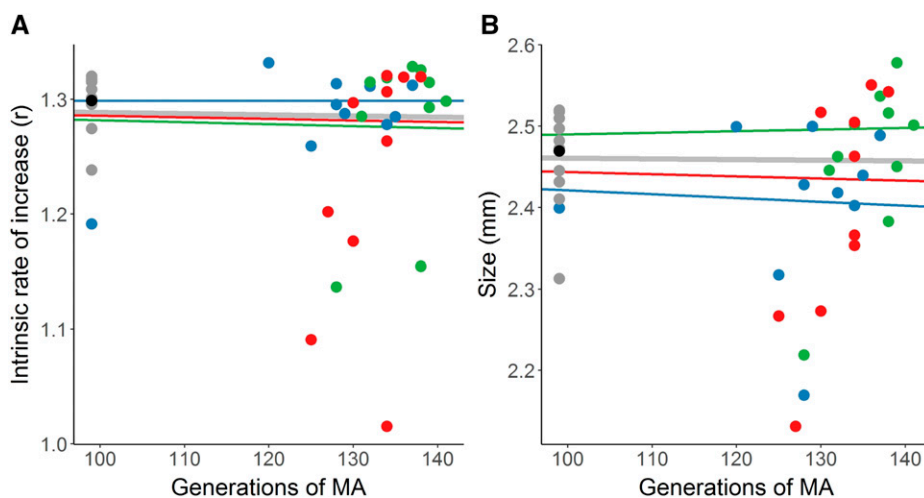 A
B
Intrinsic rate of increase (r)
1.3
1.2
1.1
1.0
100 110 120 130 140
Generations of MA
Size (mm)
2.6
2.5
2.4
2.3
2.2
100 110 120 130 140
Generations of MA